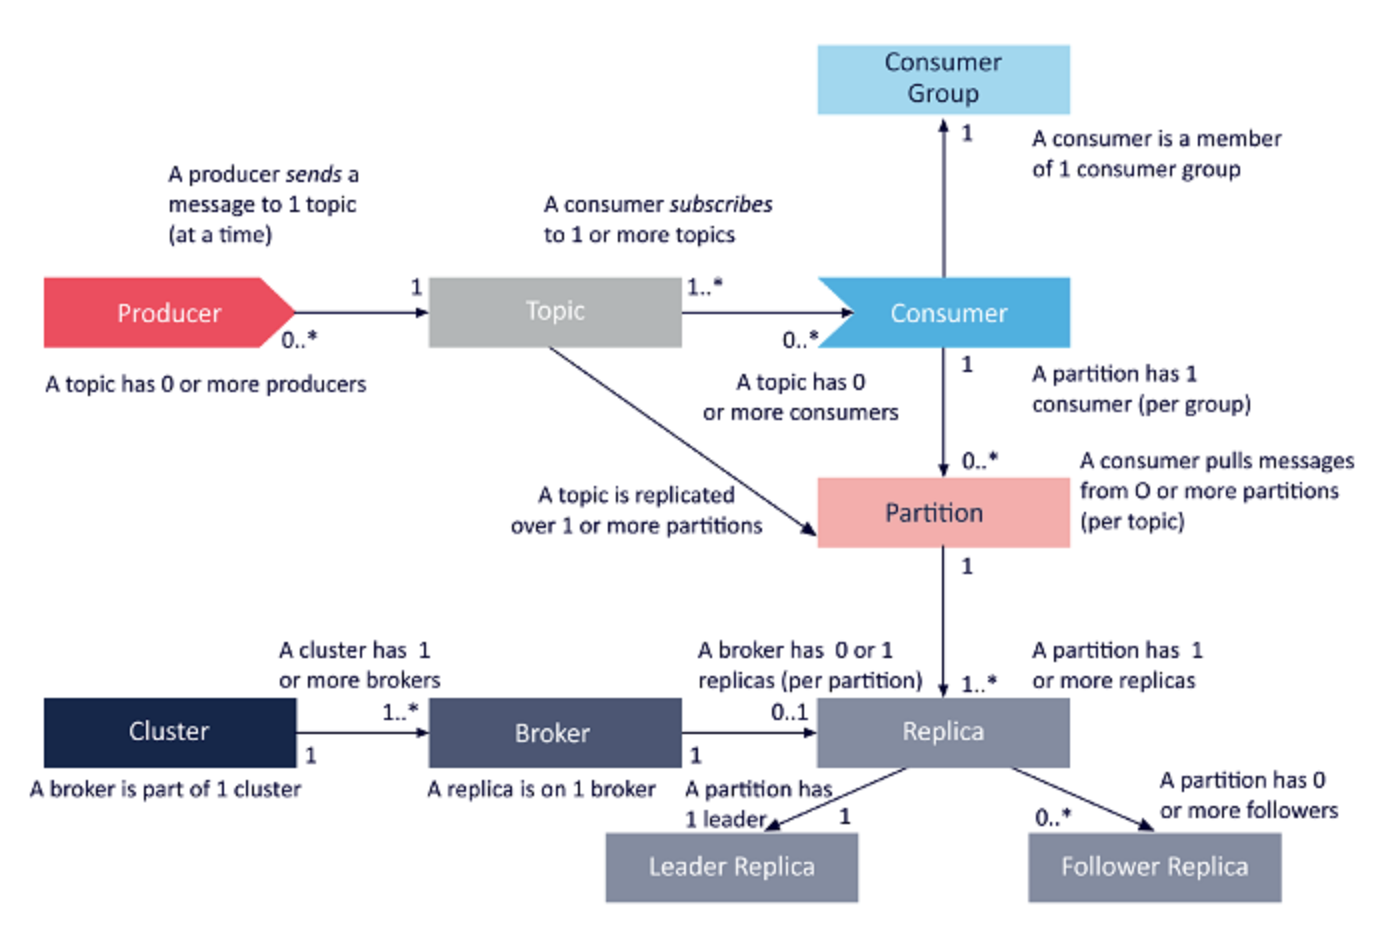 Consumer
Group
1
A consumer is a member
of 1 consumer group
A producer sends a
message to 1 topic
(at a time)
A consumer subscribes
to 1 or more topics
Producer
0..*
1
Topic
1..*
0..*
Consumer
A topic has 0 or more producers
A topic has 0
or more consumers
1
A partition has 1
consumer (per group)
0..*
A consumer pulls messages
from O or more partitions
(per topic)
A topic is replicated
over 1 or more partitions
Partition
1
A cluster has 1
or more brokers
A broker has 0 or 1
replicas (per partition)
A partition has 1
or more replicas
1..*
Cluster
1
1..*
Broker
1
0..1
Replica
A broker is part of 1 cluster
A replica is on 1 broker
A partition has
1 leader
1
0..*
A partition has 0
or more followers
Leader Replica
Follower Replica